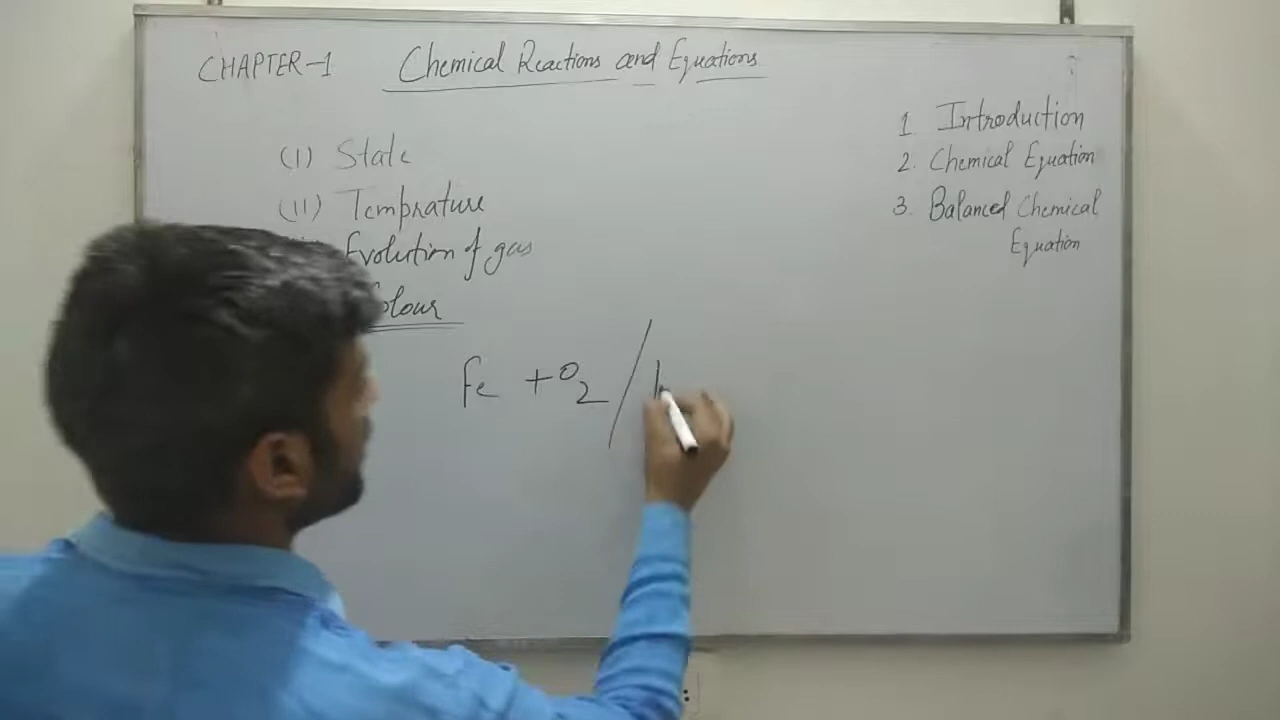 CHAPTER-1 Chemical Reactions and Equations
(I) State
(II) Temprature
Evolution of gas
Colour
Fe + O2 /
1. Introduction
2. Chemical Equation
3. Balanced Chemical
Equation